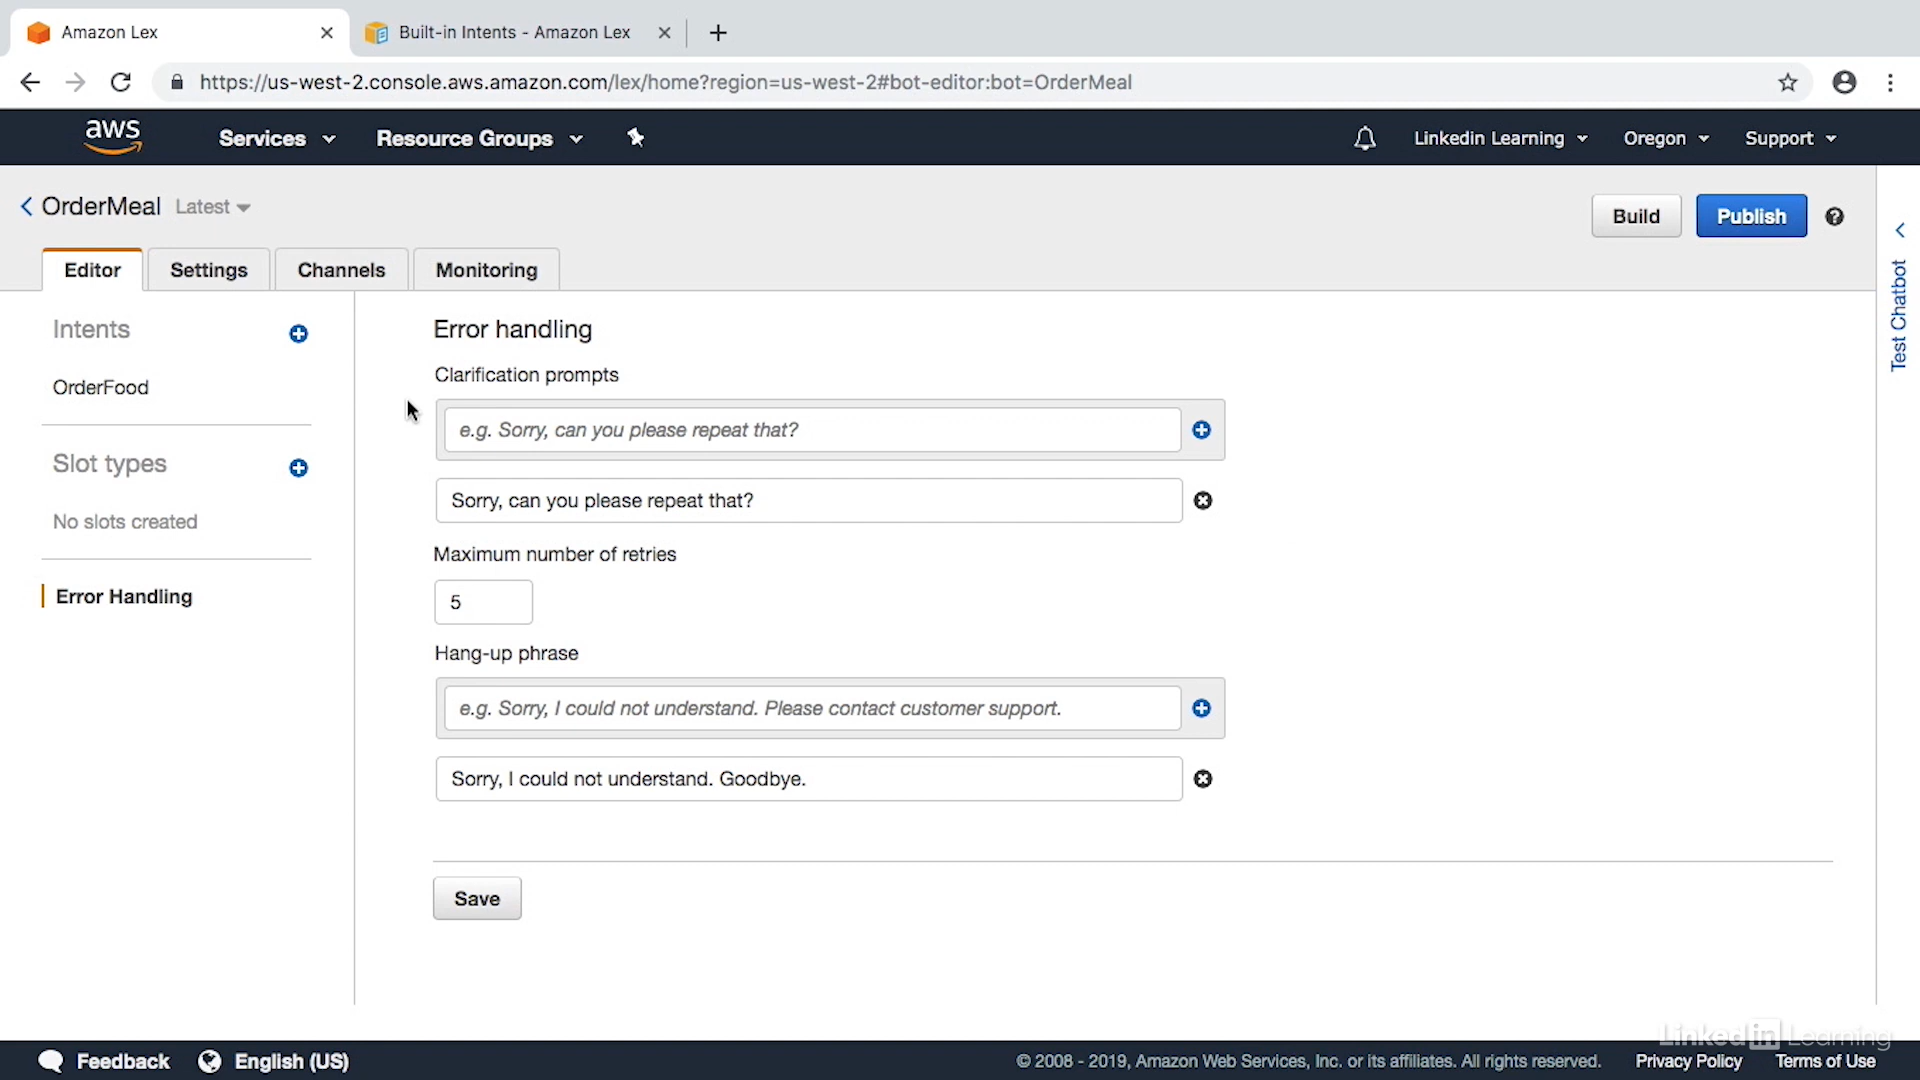 Amazon Lex
Built-in Intents - Amazon Lex
https://us-west-2.console.aws.amazon.com/lex/home?region=us-west-2#bot-editor:bot=OrderMeal
aws
Services
Resource Groups
Linkedin Learning
Oregon
Support
OrderMeal Latest
Build
Publish
Editor
Settings
Channels
Monitoring
Test Chatbot
Intents
OrderFood
Slot types
No slots created
Error Handling
Error handling
Clarification prompts
e.g. Sorry, can you please repeat that?
Sorry, can you please repeat that?
Maximum number of retries
5
Hang-up phrase
e.g. Sorry, I could not understand. Please contact customer support.
Sorry, I could not understand. Goodbye.
Save
Linked in Learning
Feedback
English (US)
© 2008 - 2019, Amazon Web Services, Inc. or its affiliates. All rights reserved.
Privacy Policy
Terms of Use